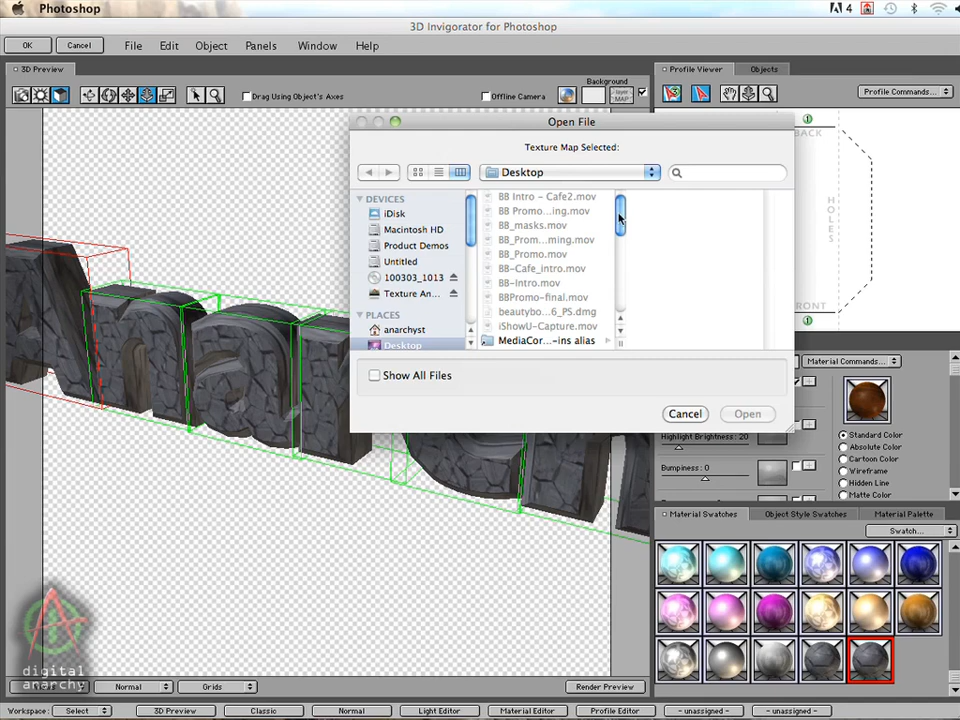 Photoshop
4
3D Invigorator for Photoshop
OK
Cancel
File
Edit
Object
Panels
Window
Help
3D Preview
Profile Viewer
Objects
Background
Drag Using Object's Axes
Offline Camera
layer
MAP
Profile Commands...
Open File
Texture Map Selected:
Desktop
BACK
HOLES
FRONT
DEVICES
iDisk
Macintosh HD
Product Demos
Untitled
100303_1013
Texture An...
PLACES
anarchyst
Desktop
BB Intro - Cafe2.mov
BB Promo...ing.mov
BB_masks.mov
BB_Prom...ming.mov
BB_Promo.mov
BB-Cafe_intro.mov
BB-Intro.mov
BBPromo-final.mov
beautybo...6_PS.dmg
iShowU-Capture.mov
MediaCor...-ins alias
Show All Files
Cancel
Open
Material Commands...
Highlight Brightness: 20
Bumpiness: 0
Standard Color
Absolute Color
Cartoon Color
Wireframe
Hidden Line
Matte Color
Material Swatches
Object Style Swatches
Material Palette
Swatch...
digital
anarchy
Normal
Grids
Render Preview
Workspace:
Select
3D Preview
Classic
Normal
Light Editor
Material Editor
Profile Editor
- unassigned -
- unassigned -